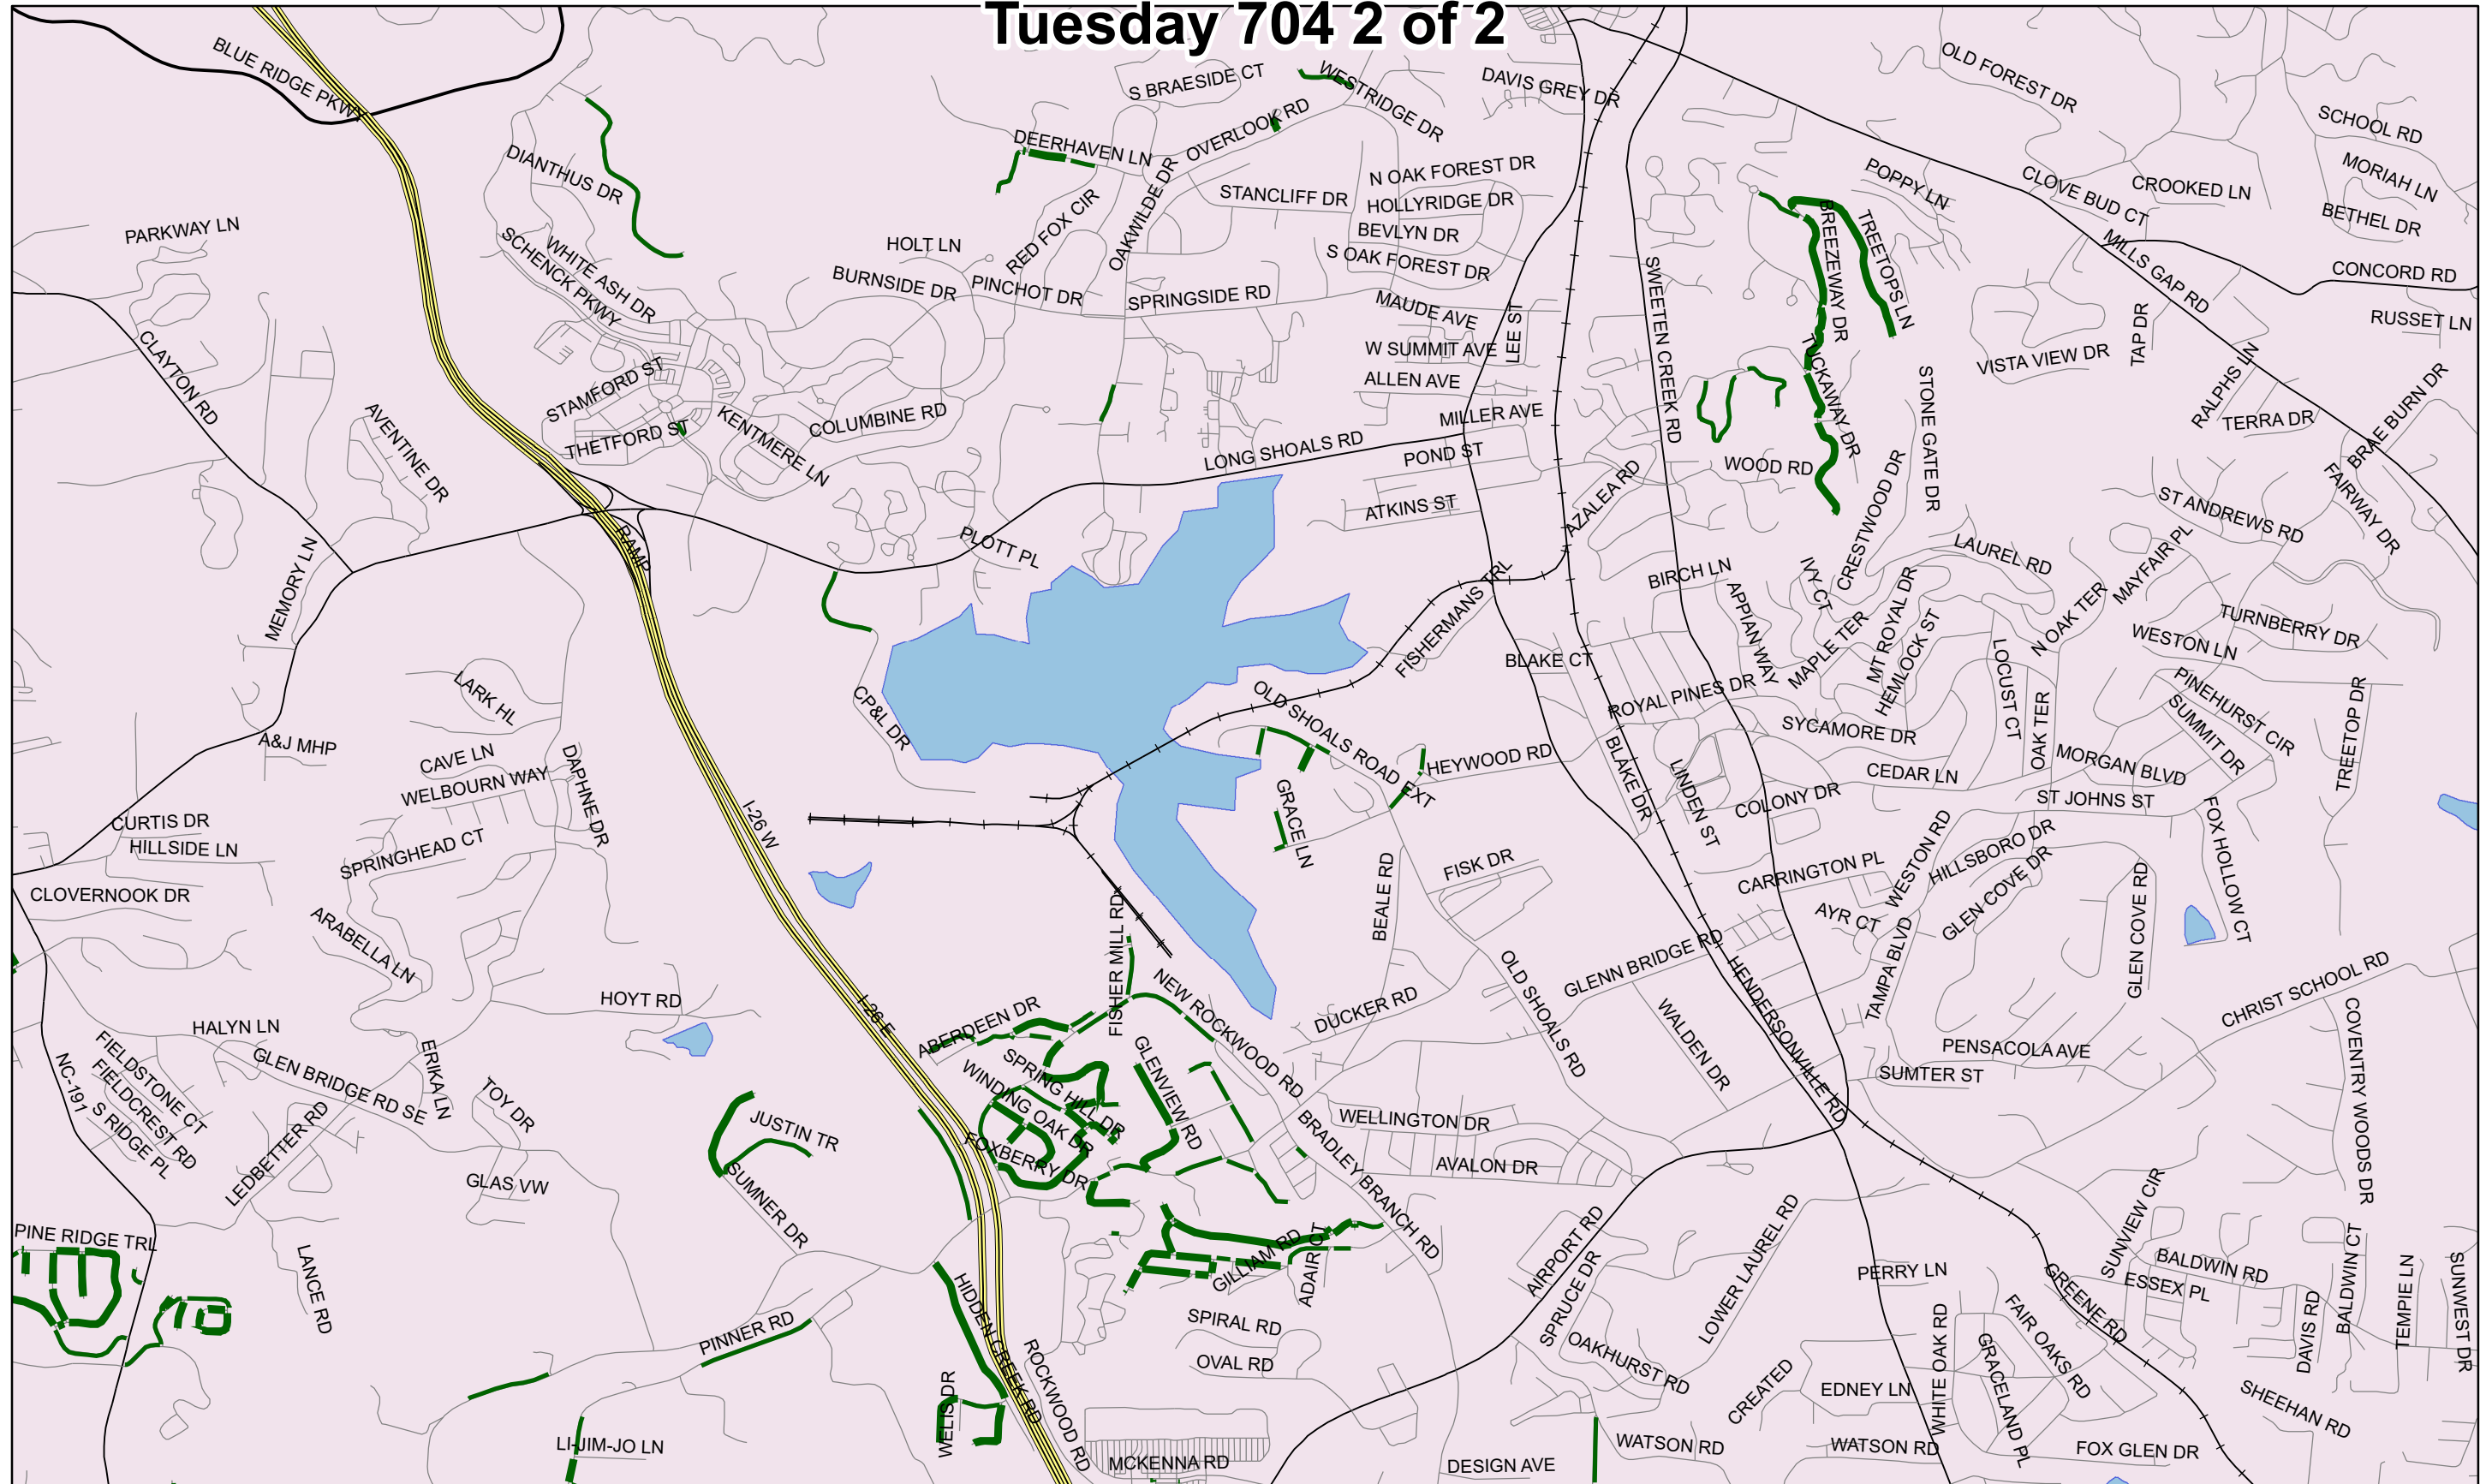 Tuesday 704 2 of 2
BLUE RIDGE PKWY
S BRAESIDE CT
WESTRIDGE DR
DAVIS GREY DR
OLD FOREST DR
SCHOOL RD
DEERHAVEN LN
OVERLOOK RD
DIANTHUS DR
N OAK FOREST DR
POPPY LN
CLOVE BUD CT
CROOKED LN
MORIAH LN
STANCLIFF DR
HOLLYRIDGE DR
BETHEL DR
PARKWAY LN
RED FOX CIR
OAKWILDE DR
BEVLYN DR
BREEZEWAY DR
TREETOPS LN
MILLS GAP RD
HOLT LN
S OAK FOREST DR
CONCORD RD
WHITE ASH DR
SCHENCK PKWY
BURNSIDE DR
PINCHOT DR
SPRINGSIDE RD
MAUDE AVE
LEE ST
SWEETEN CREEK RD
RUSSET LN
CLAYTON RD
W SUMMIT AVE
TUCKAWAY DR
VISTA VIEW DR
TAP DR
STAMFORD ST
ALLEN AVE
STONE GATE DR
RALPHS LN
BRAE BURN DR
AVENTINE DR
THETFORD ST
KENTMERE LN
COLUMBINE RD
MILLER AVE
TERRA DR
LONG SHOALS RD
POND ST
WOOD RD
FAIRWAY DR
ATKINS ST
AZALEA RD
CRESTWOOD DR
ST ANDREWS RD
RAMP
PLOTT PL
MEMORY LN
BIRCH LN
IVY CT
LAUREL RD
MAYFAIR PL
FISHERMANS TRL
APPIAN WAY
MAPLE TER
MT ROYAL DR
HEMLOCK ST
N OAK TER
TURNBERRY DR
WESTON LN
BLAKE CT
LARK HL
CP&L DR
OLD SHOALS ROAD EXT
ROYAL PINES DR
LOCUST CT
OAK TER
PINEHURST CIR
SUMMIT DR
TREETOP DR
A&J MHP
SYCAMORE DR
CAVE LN
WELBOURN WAY
DAPHNE DR
HEYWOOD RD
BLAKE DR
LINDEN ST
CEDAR LN
MORGAN BLVD
I-26 W
GRACE LN
COLONY DR
ST JOHNS ST
FOX HOLLOW CT
CURTIS DR
HILLSIDE LN
SPRINGHEAD CT
CLOVERNOOK DR
BEALE RD
FISK DR
CARRINGTON PL
WESTON RD
HILLSBORO DR
GLEN COVE DR
GLEN COVE RD
ARABELLA LN
FISHER MILL RD
AYR CT
TAMPA BLVD
HOYT RD
I-26 E
ABERDEEN DR
NEW ROCKWOOD RD
DUCKER RD
OLD SHOALS RD
GLENN BRIDGE RD
HENDERSONVILLE RD
CHRIST SCHOOL RD
COVENTRY WOODS DR
HALYN LN
FIELDSTONE CT
FIELDCREST RD
S RIDGE PL
NC-191
GLEN BRIDGE RD SE
ERIKA LN
TOY DR
LEDBETTER RD
GLAS VW
JUSTIN TR
SUMNER DR
SPRING HILL DR
WINDING OAK DR
FOXBERRY DR
GLENVIEW RD
WALDEN DR
PENSACOLA AVE
SUMTER ST
WELLINGTON DR
AVALON DR
BRADLEY BRANCH RD
PINE RIDGE TRL
LANCE RD
GILLIAM RD
ADAIR CT
AIRPORT RD
SPRUCE DR
LOWER LAUREL RD
SUNVIEW CIR
PERRY LN
GREENE RD
BALDWIN RD
ESSEX PL
BALDWIN CT
DAVIS RD
TEMPIE LN
SUNWEST DR
PINNER RD
HIDDEN CREEK RD
ROCKWOOD RD
SPIRAL RD
OVAL RD
OAKHURST RD
CREATED
EDNEY LN
WHITE OAK RD
GRACELAND PL
FAIR OAKS RD
SHEEHAN RD
LI-JIM-JO LN
WELIS DR
MCKENNA RD
DESIGN AVE
WATSON RD
WATSON RD
FOX GLEN DR